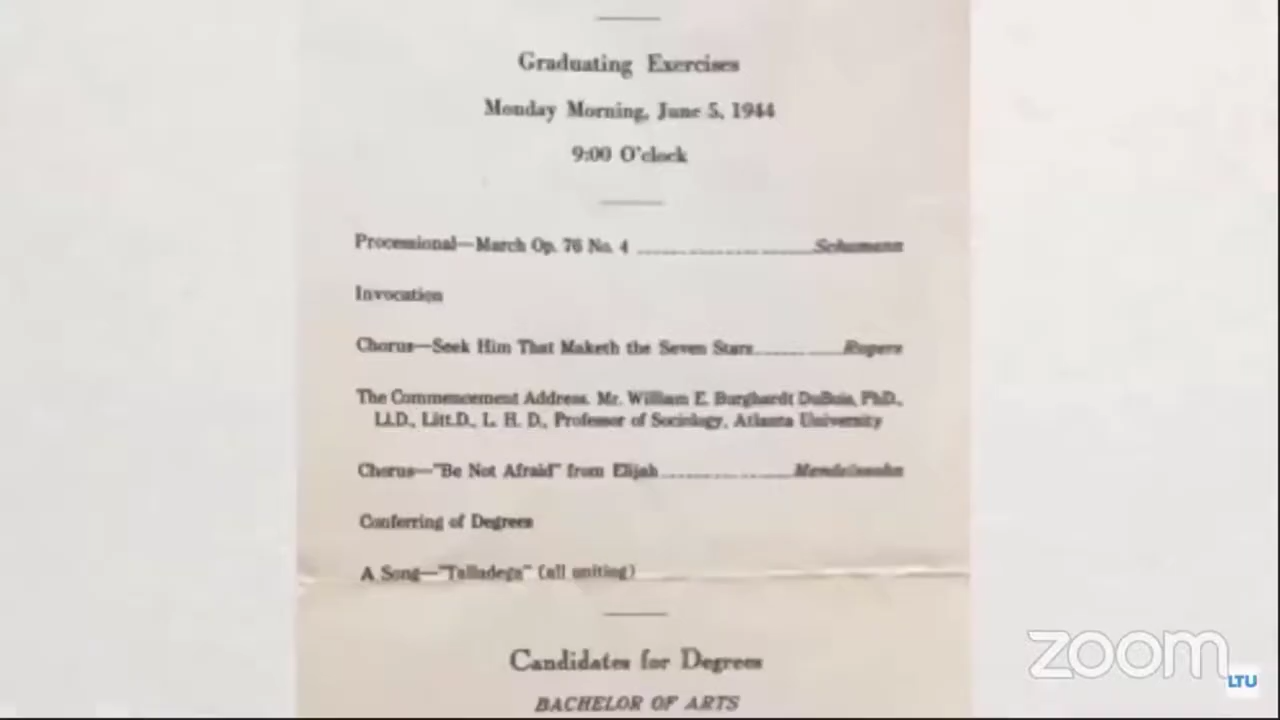 Graduating Exercises
Monday Morning, June 5, 1944
9:00 O'clock
Processional—March Op. 76 No. 4 Schumann
Invocation
Chorus—Seek Him That Maketh the Seven Stars Rogers
The Commencement Address. Mr. William E. Burghardt DuBois, PhD.,
LLD., Litt.D., L. H. D., Professor of Sociology, Atlanta University
Chorus—"Be Not Afraid" from Elijah Mendelssohn
Conferring of Degrees
A Song—"Talladega" (all uniting)
Candidates for Degrees
BACHELOR OF ARTS
zoom
LTU